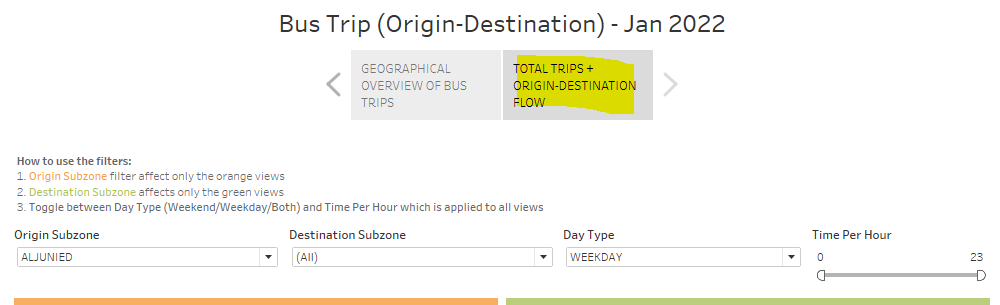 Bus Trip (Origin-Destination) - Jan 2022
GEOGRAPHICAL
OVERVIEW OF BUS
TRIPS
TOTAL TRIPS +
ORIGIN-DESTINATION
FLOW
How to use the filters:
1. Origin Subzone filter affect only the orange views
2. Destination Subzone affects only the green views
3. Toggle between Day Type (Weekend/Weekday/Both) and Time Per Hour which is applied to all views
Origin Subzone
Destination Subzone
Day Type
Time Per Hour
ALJUNIED
(All)
WEEKDAY
0
23